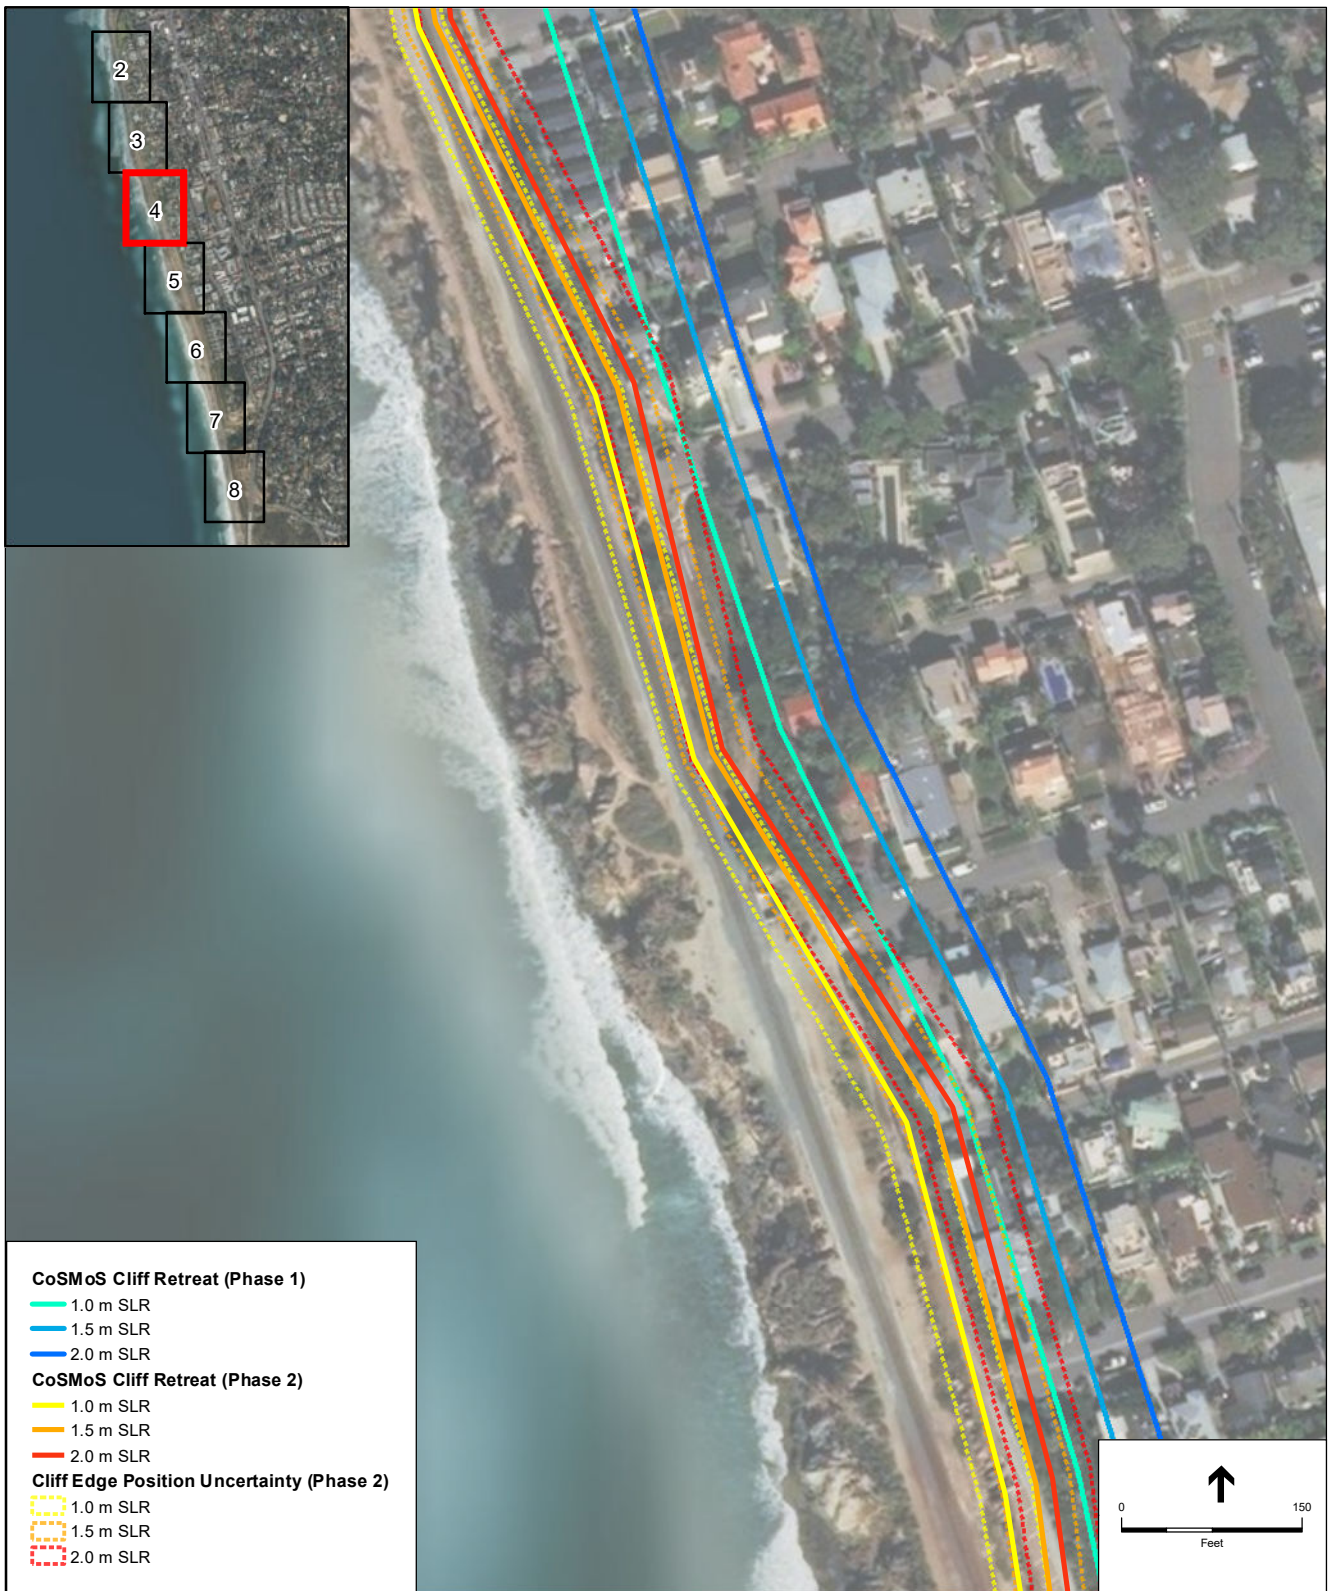 2
3
4
5
6
7
8
CoSMoS Cliff Retreat (Phase 1)
1.0 m SLR
1.5 m SLR
2.0 m SLR
CoSMoS Cliff Retreat (Phase 2)
1.0 m SLR
1.5 m SLR
2.0 m SLR
Cliff Edge Position Uncertainty (Phase 2)
1.0 m SLR
1.5 m SLR
2.0 m SLR
0 150
Feet